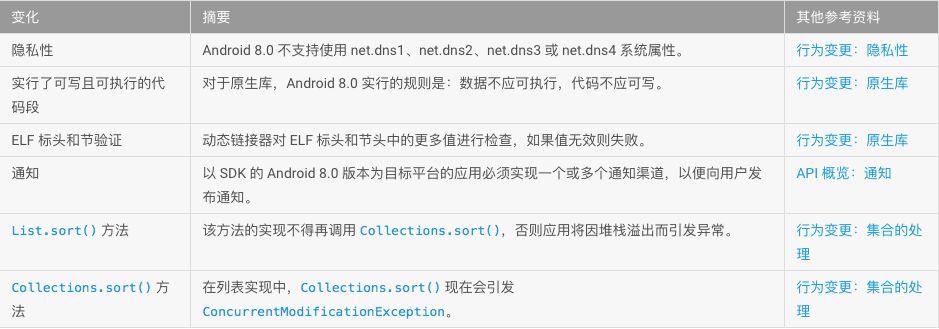 变化 摘要 其他参考资料
隐私性 Android 8.0 不支持使用 net.dns1、net.dns2、net.dns3 或 net.dns4 系统属性。 行为变更：隐私性
实行了可写且可执行的代 对于原生库，Android 8.0 实行的规则是：数据不应可执行，代码不应可写。 行为变更：原生库
码段
ELF 标头和节验证 动态链接器对 ELF 标头和节头中的更多值进行检查，如果值无效则失败。 行为变更：原生库
通知 以 SDK 的 Android 8.0 版本为目标平台的应用必须实现一个或多个通知渠道，以便向用户发 API 概览：通知
布通知。
List.sort() 方法 该方法的实现不得再调用 Collections.sort()，否则应用将因堆栈溢出而引发异常。 行为变更：集合的处
理
Collections.sort() 方 在列表实现中，Collections.sort() 现在会引发 行为变更：集合的处
法 ConcurrentModificationException。 理